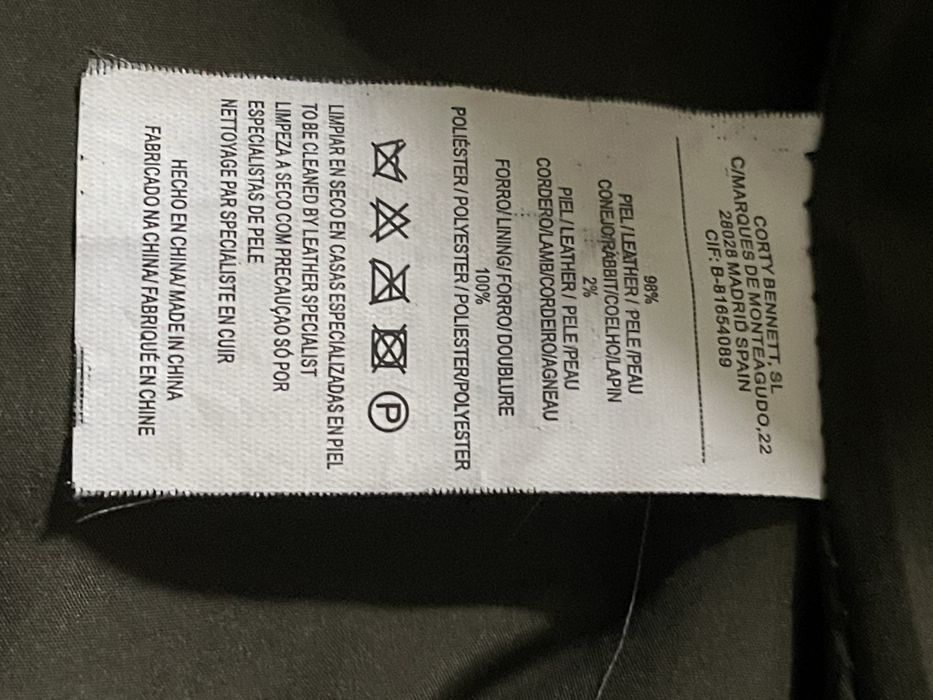 CORTY BENNETT, SL
C/MARQUES DE MONTEAGUDO,22
28028 MADRID SPAIN
CIF: B-81654089
98%
PIEL / LEATHER / PELE /PEAU
CONEJO/RABBIT/COELHO/LAPIN
2%
PIEL / LEATHER / PELE /PEAU
CORDERO/LAMB/CORDEIRO/AGNEAU
FORRO/ LINING/ FORRO/ DOUBLURE
100%
POLIÉSTER / POLYESTER / POLIESTER/POLYESTER
P
LIMPIAR EN SECO EN CASAS ESPECIALIZADAS EN PIEL
TO BE CLEANED BY LEATHER SPECIALIST
LIMPEZA A SECO COM PRECAUÇAO SÓ POR
ESPECIALISTAS DE PELE
NETTOYAGE PAR SPECIALISTE EN CUIR
HECHO EN CHINA/ MADE IN CHINA
FABRICADO NA CHINA/ FABRIQUÉ EN CHINE